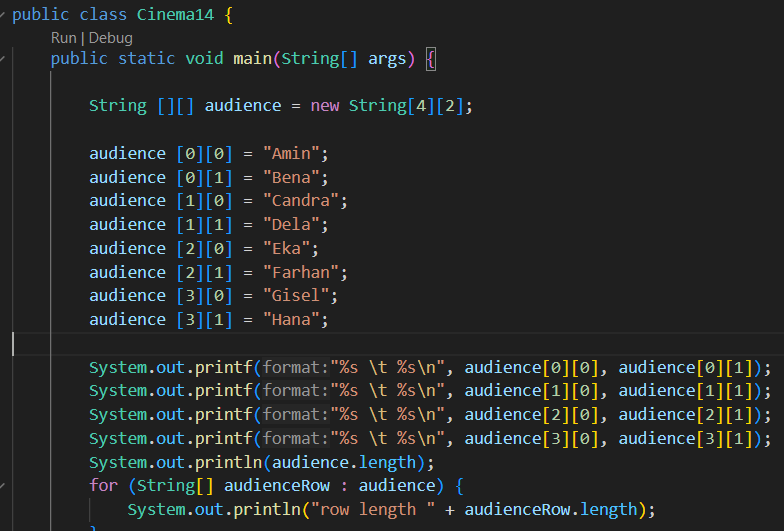 public class Cinema14 {
Run | Debug
public static void main(String[] args) {
String [][] audience = new String[4][2];
audience [0][0] = "Amin";
audience [0][1] = "Bena";
audience [1][0] = "Candra";
audience [1][1] = "Dela";
audience [2][0] = "Eka";
audience [2][1] = "Farhan";
audience [3][0] = "Gisel";
audience [3][1] = "Hana";
System.out.printf(format:"%s \t %s\n", audience[0][0], audience[0][1]);
System.out.printf(format:"%s \t %s\n", audience[1][0], audience[1][1]);
System.out.printf(format:"%s \t %s\n", audience[2][0], audience[2][1]);
System.out.printf(format:"%s \t %s\n", audience[3][0], audience[3][1]);
System.out.println(audience.length);
for (String[] audienceRow : audience) {
System.out.println("row length " + audienceRow.length);
}